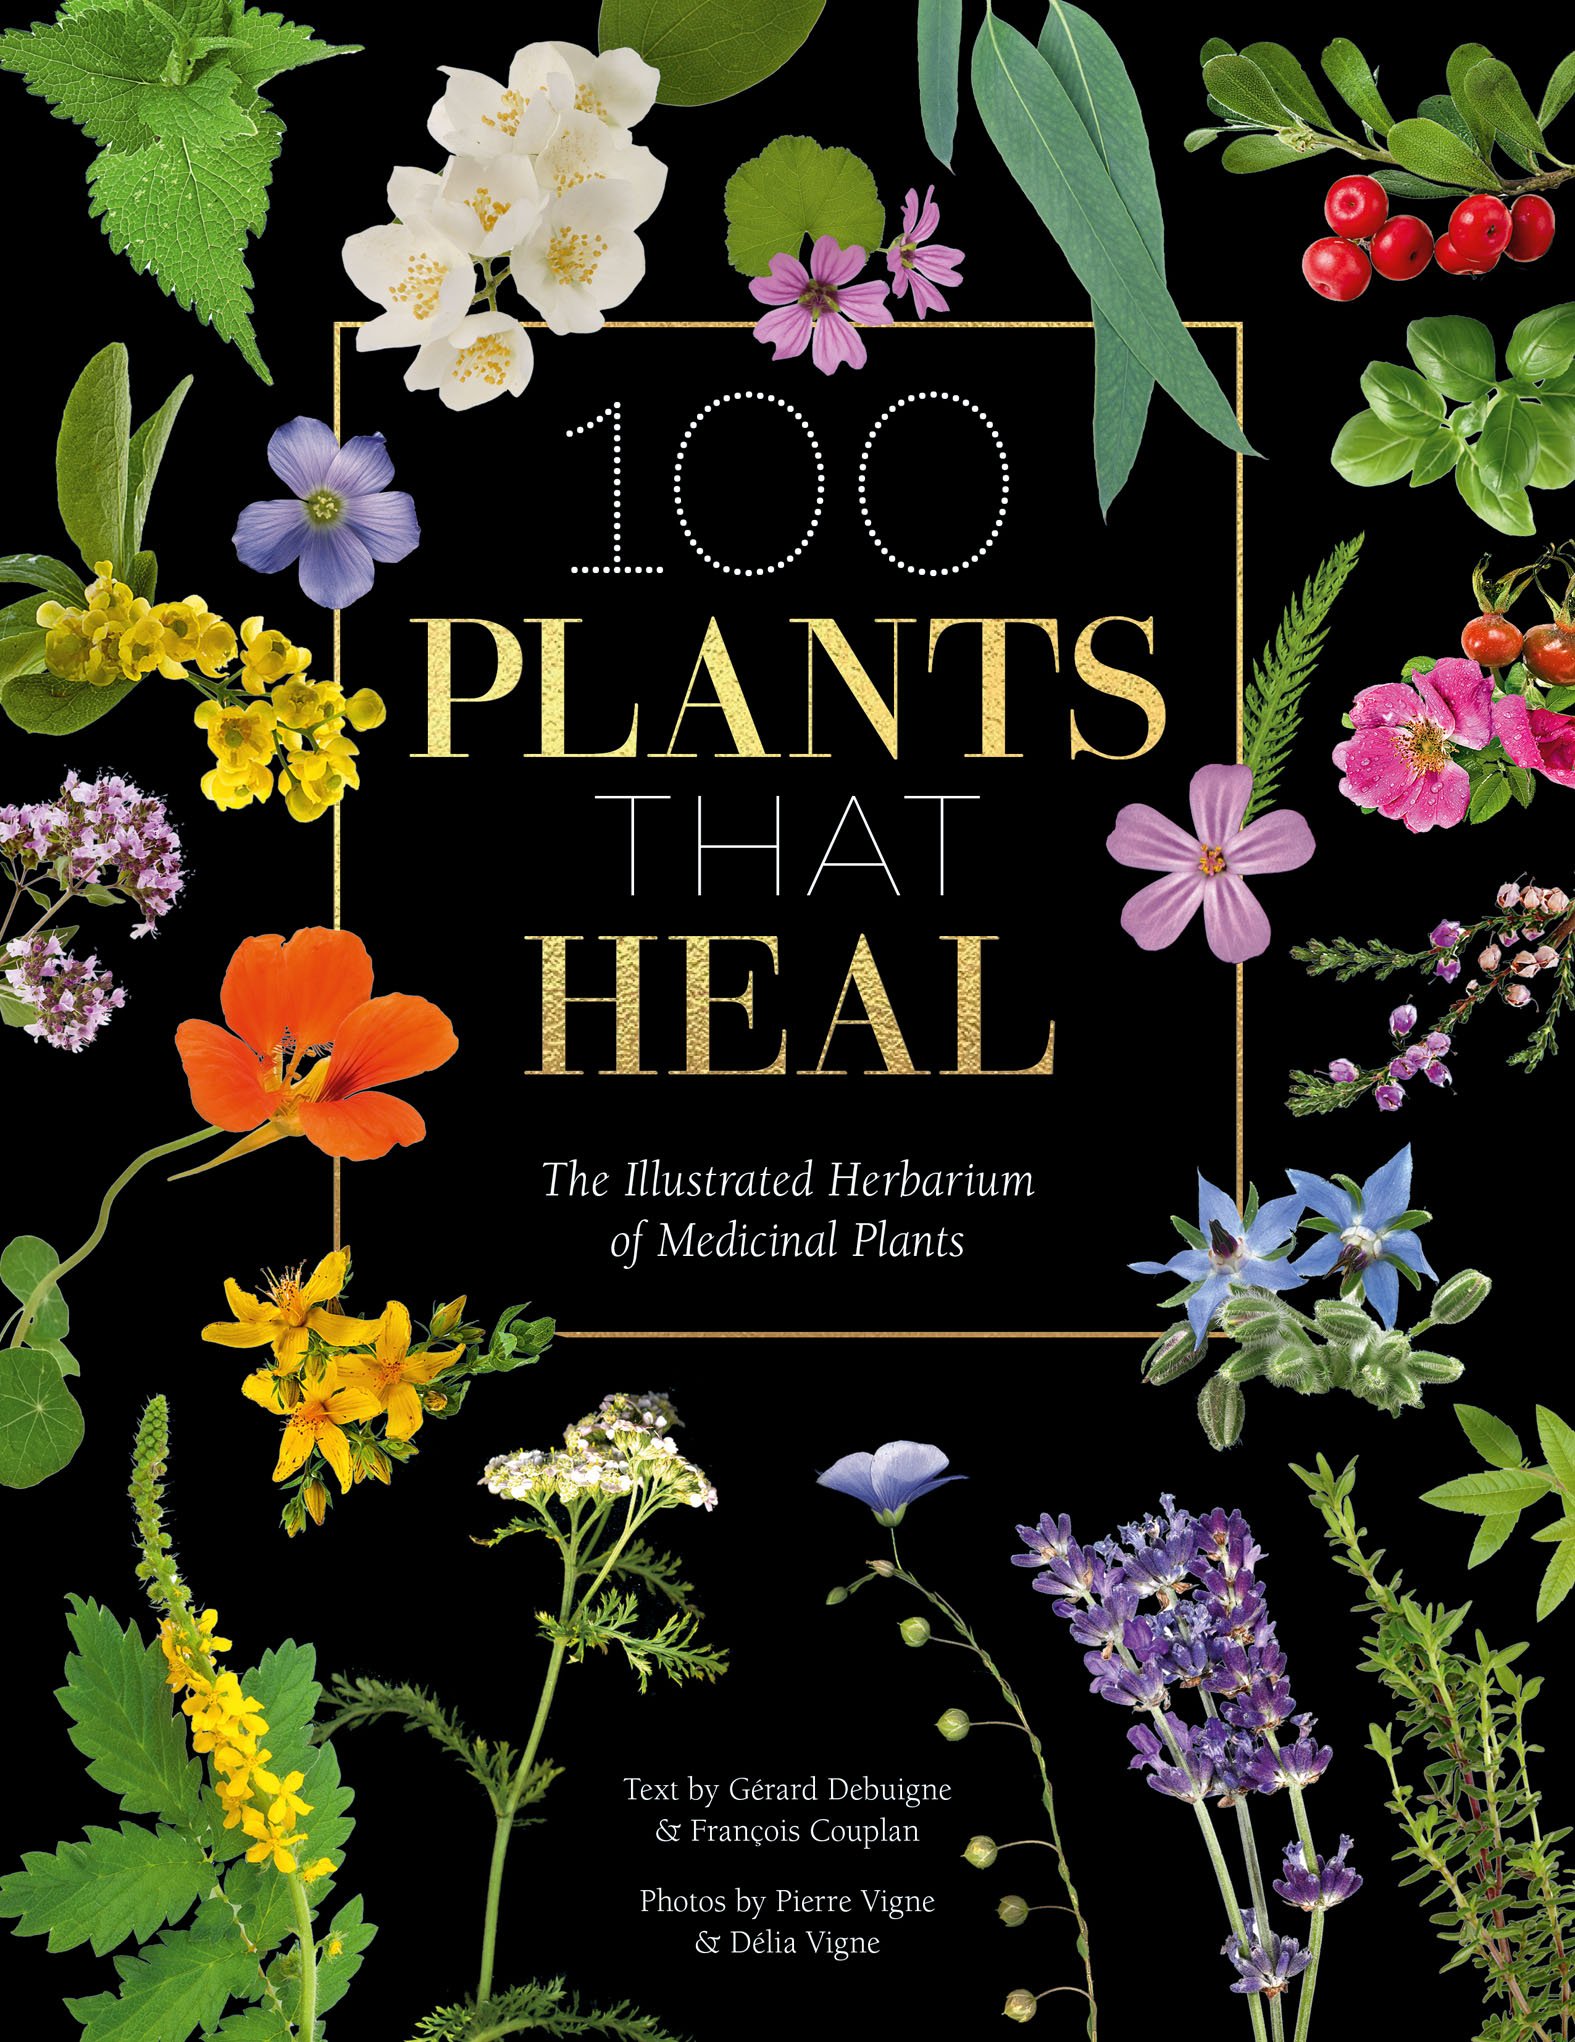 100
PLANTS
THAT
HEAL
The Illustrated Herbarium
of Medicinal Plants
Text by Gérard Debuigne
& François Couplan
Photos by Pierre Vigne
& Délia Vigne